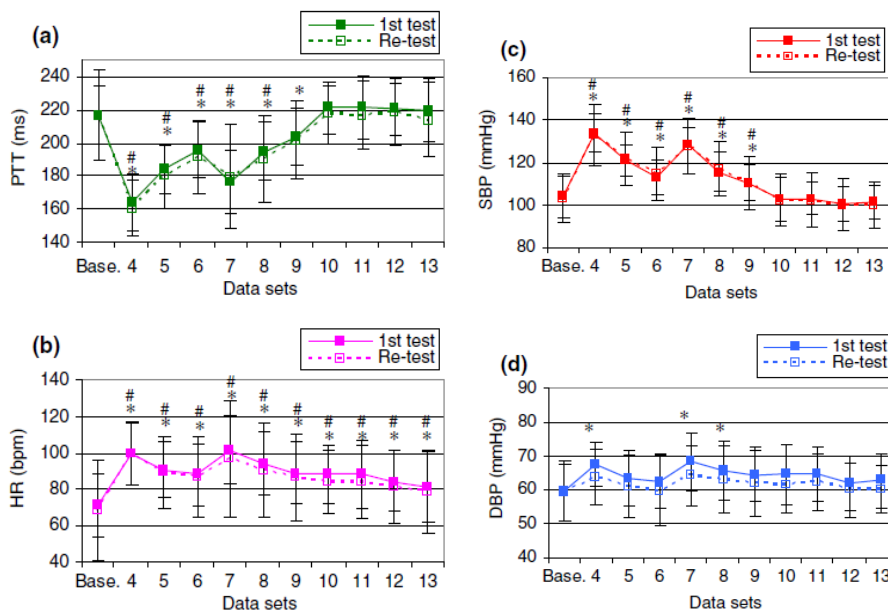 (a)
1st test
Re-test
240
220
200
180
160
140
PTT (ms)
#
*
#
*
#
*
#
*
#
*
*
Base. 4 5 6 7 8 9 10 11 12 13
Data sets
(b)
1st test
Re-test
140
120
100
80
60
40
HR (bpm)
#
*
#
*
#
*
#
*
#
*
#
*
#
*
#
*
#
*
#
*
Base. 4 5 6 7 8 9 10 11 12 13
Data sets
(c)
1st test
Re-test
160
140
120
100
80
SBP (mmHg)
#
*
#
*
#
*
#
*
#
*
#
*
Base. 4 5 6 7 8 9 10 11 12 13
Data sets
(d)
1st test
Re-test
90
80
70
60
50
40
DBP (mmHg)
* * *
Base. 4 5 6 7 8 9 10 11 12 13
Data sets